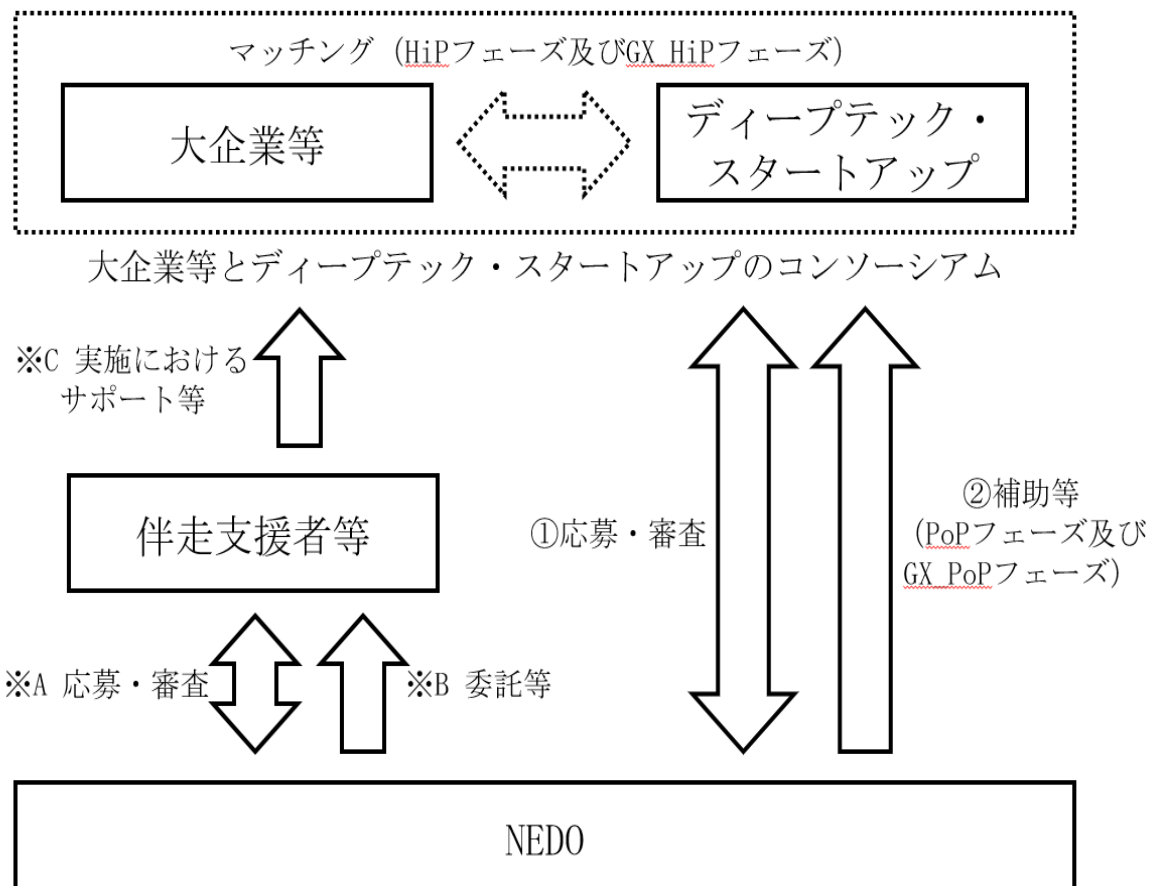 マッチング（HiPフェーズ及びGX_HiPフェーズ）
大企業等
ディープテック・
スタートアップ
大企業等とディープテック・スタートアップのコンソーシアム
※C 実施における
サポート等
伴走支援者等
①応募・審査
②補助等
（PoPフェーズ及び
GX_PoPフェーズ）
※A 応募・審査
※B 委託等
NEDO